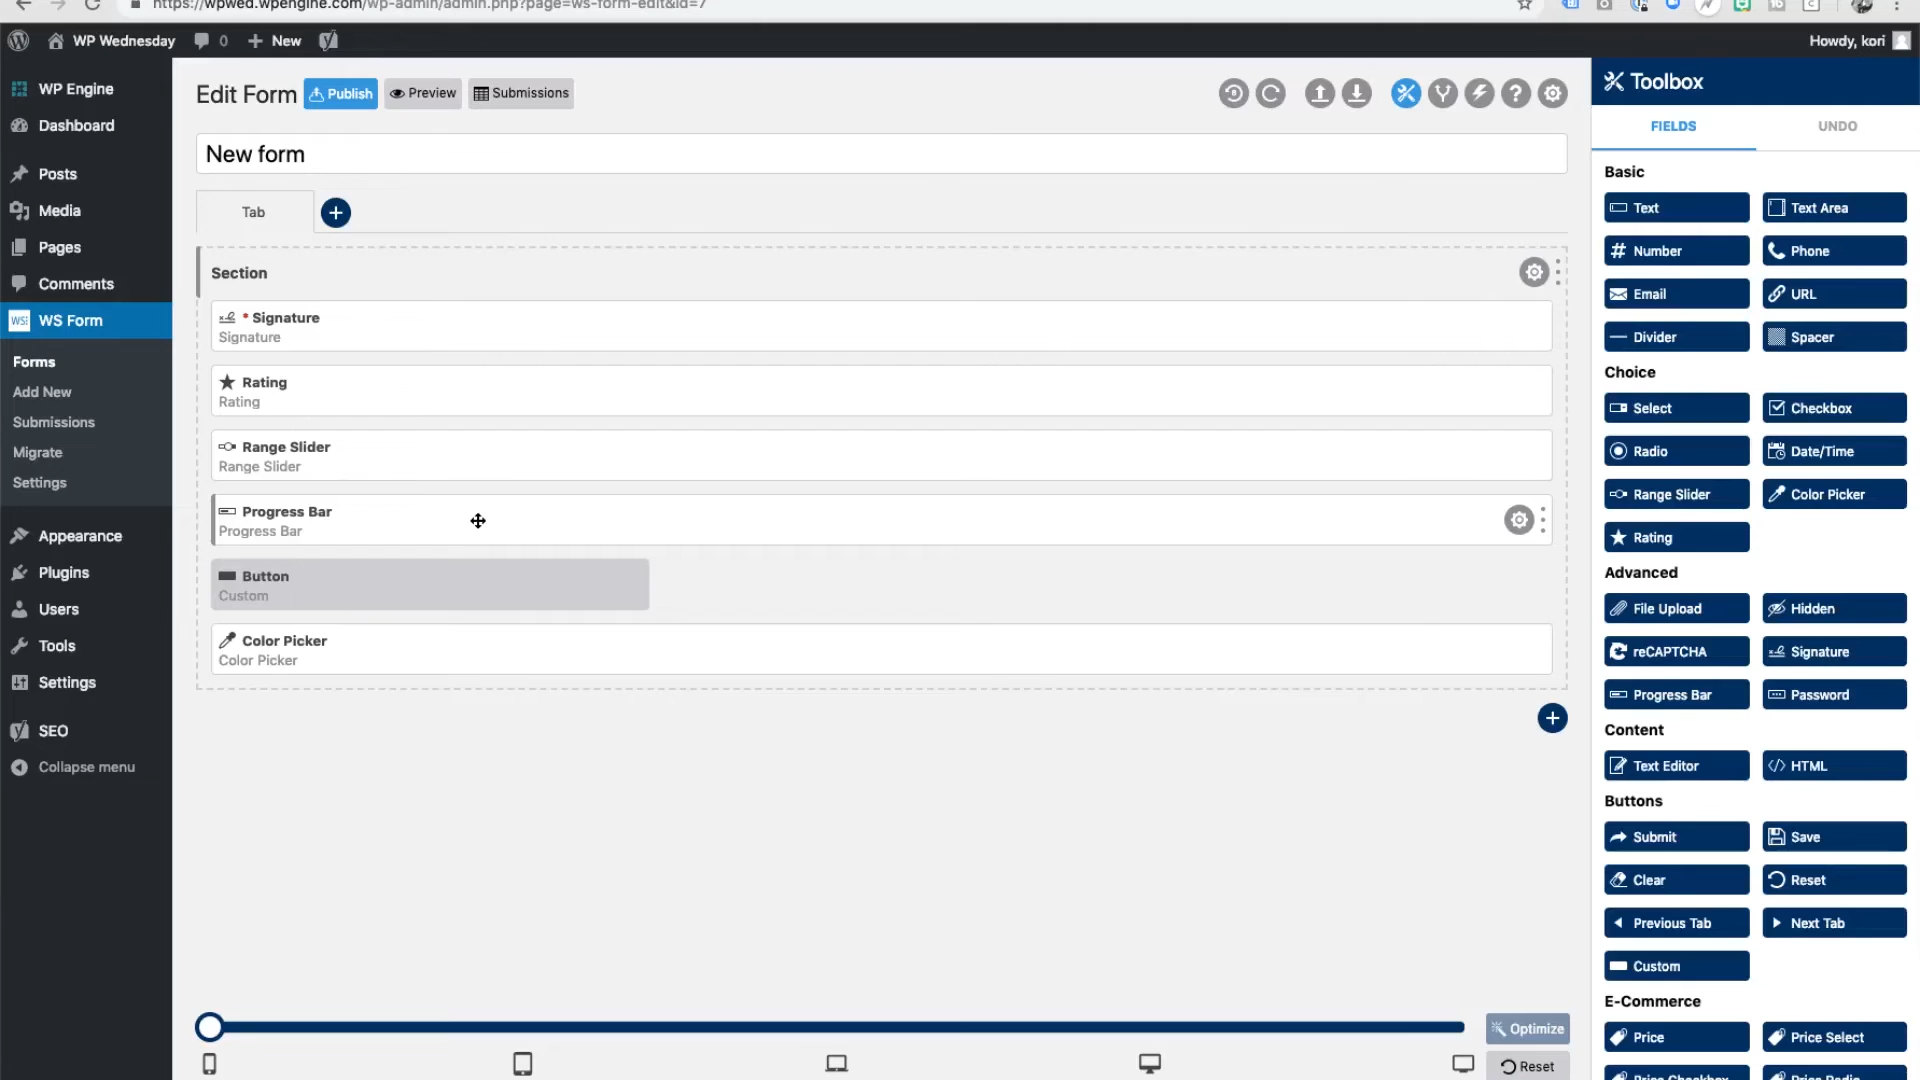 https://wpwed.wpengine.com/wp-admin/admin.php?page=ws-form-edit&id=7
WP Wednesday 0 New
Howdy, kori
WP Engine
Dashboard
Posts
Media
Pages
Comments
WS Form
Forms
Add New
Submissions
Migrate
Settings
Appearance
Plugins
Users
Tools
Settings
SEO
Collapse menu
Edit Form Publish Preview Submissions
New form
Tab
Section
* Signature
Signature
Rating
Rating
Range Slider
Range Slider
Progress Bar
Progress Bar
Button
Custom
Color Picker
Color Picker
Optimize
Reset
Toolbox
FIELDS UNDO
Basic
Text Text Area
Number Phone
Email URL
Divider Spacer
Choice
Select Checkbox
Radio Date/Time
Range Slider Color Picker
Rating
Advanced
File Upload Hidden
reCAPTCHA Signature
Progress Bar Password
Content
Text Editor HTML
Buttons
Submit Save
Clear Reset
Previous Tab Next Tab
Custom
E-Commerce
Price Price Select
Price Checkbox Price Radio